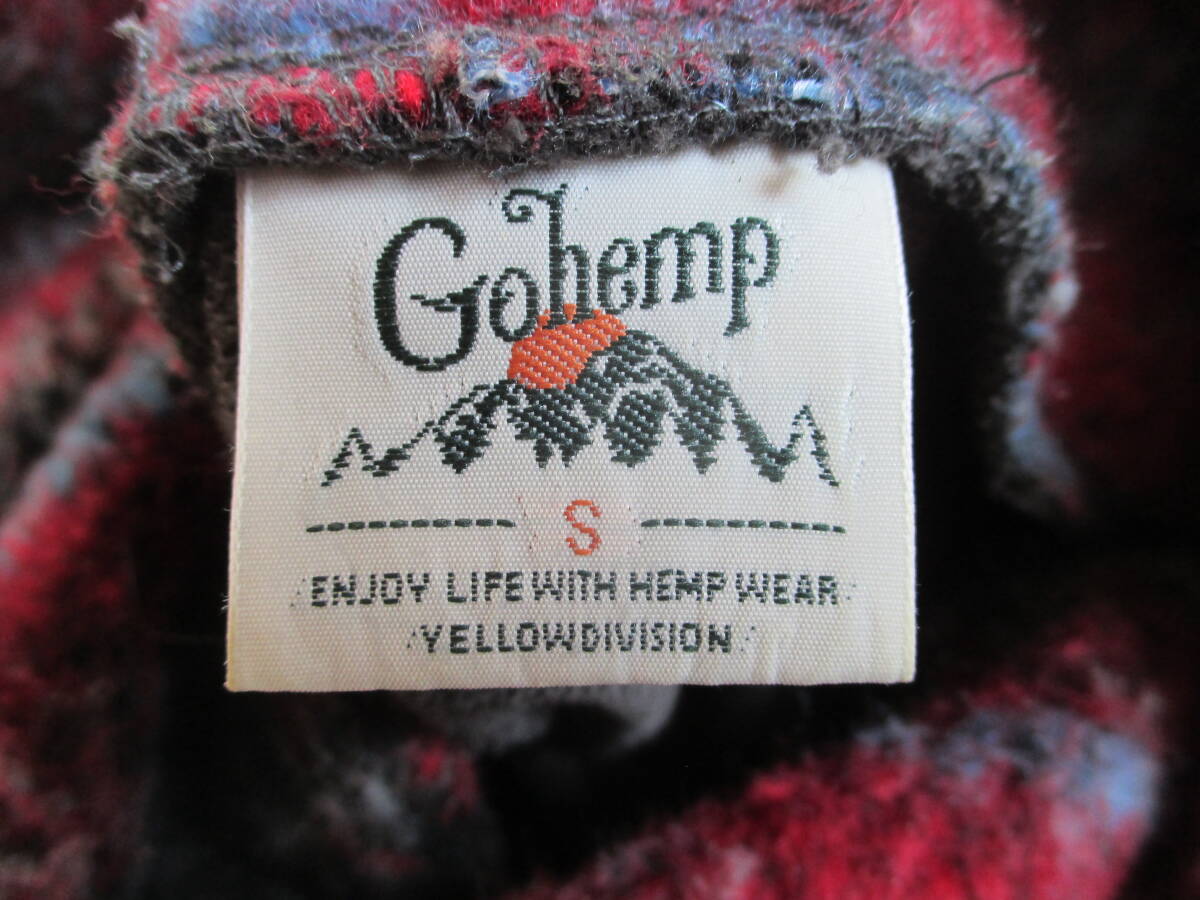 Gohemp
S
ENJOY LIFE WITH HEMP WEAR
YELLOWDIVISION